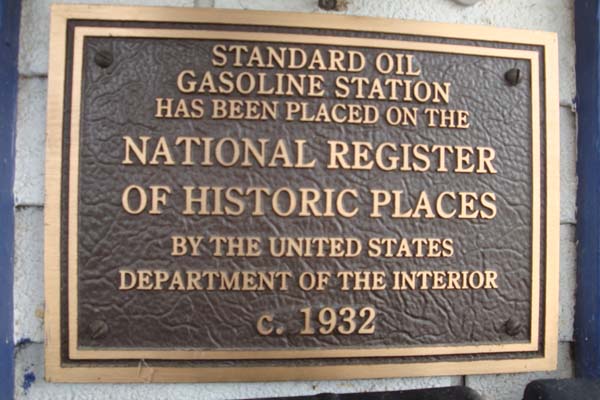 STANDARD OIL
GASOLINE STATION
HAS BEEN PLACED ON THE
NATIONAL REGISTER
OF HISTORIC PLACES
BY THE UNITED STATES
DEPARTMENT OF THE INTERIOR
c. 1932